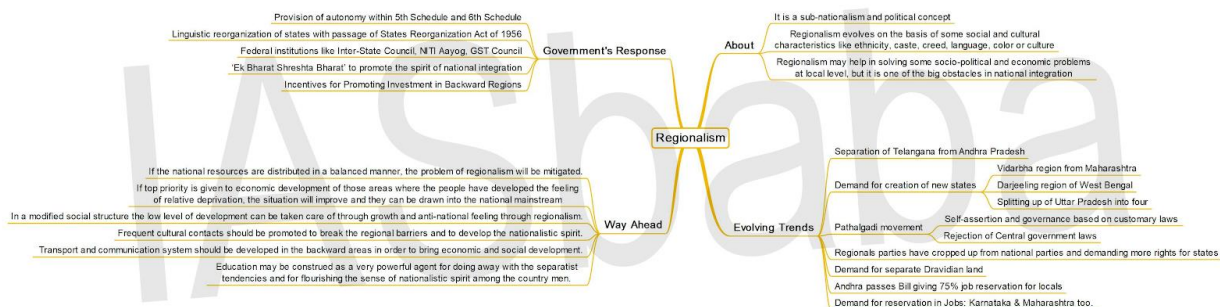 Provision of autonomy within 5th Schedule and 6th Schedule
Linguistic reorganization of states with passage of States Reorganization Act of 1956
Federal institutions like Inter-State Council, NITI Aayog, GST Council
‘Ek Bharat Shreshta Bharat’ to promote the spirit of national integration
Incentives for Promoting Investment in Backward Regions
Government's Response
If the national resources are distributed in a balanced manner, the problem of regionalism will be mitigated.
If top priority is given to economic development of those areas where the people have developed the feeling
of relative deprivation, the situation will improve and they can be drawn into the national mainstream
In a modified social structure the low level of development can be taken care of through growth and anti-national feeling through regionalism.
Frequent cultural contacts should be promoted to break the regional barriers and to develop the nationalistic spirit.
Transport and communication system should be developed in the backward areas in order to bring economic and social development.
Education may be construed as a very powerful agent for doing away with the separatist
tendencies and for flourishing the sense of nationalistic spirit among the country men.
Way Ahead
Regionalism
About
It is a sub-nationalism and political concept
Regionalism evolves on the basis of some social and cultural
characteristics like ethnicity, caste, creed, language, color or culture
Regionalism may help in solving some socio-political and economic problems
at local level, but it is one of the big obstacles in national integration
Evolving Trends
Separation of Telangana from Andhra Pradesh
Demand for creation of new states
Vidarbha region from Maharashtra
Darjeeling region of West Bengal
Splitting up of Uttar Pradesh into four
Pathalgadi movement
Self-assertion and governance based on customary laws
Rejection of Central government laws
Regionals parties have cropped up from national parties and demanding more rights for states
Demand for separate Dravidian land
Andhra passes Bill giving 75% job reservation for locals
Demand for reservation in Jobs: Karnataka & Maharashtra too.
IASbaba